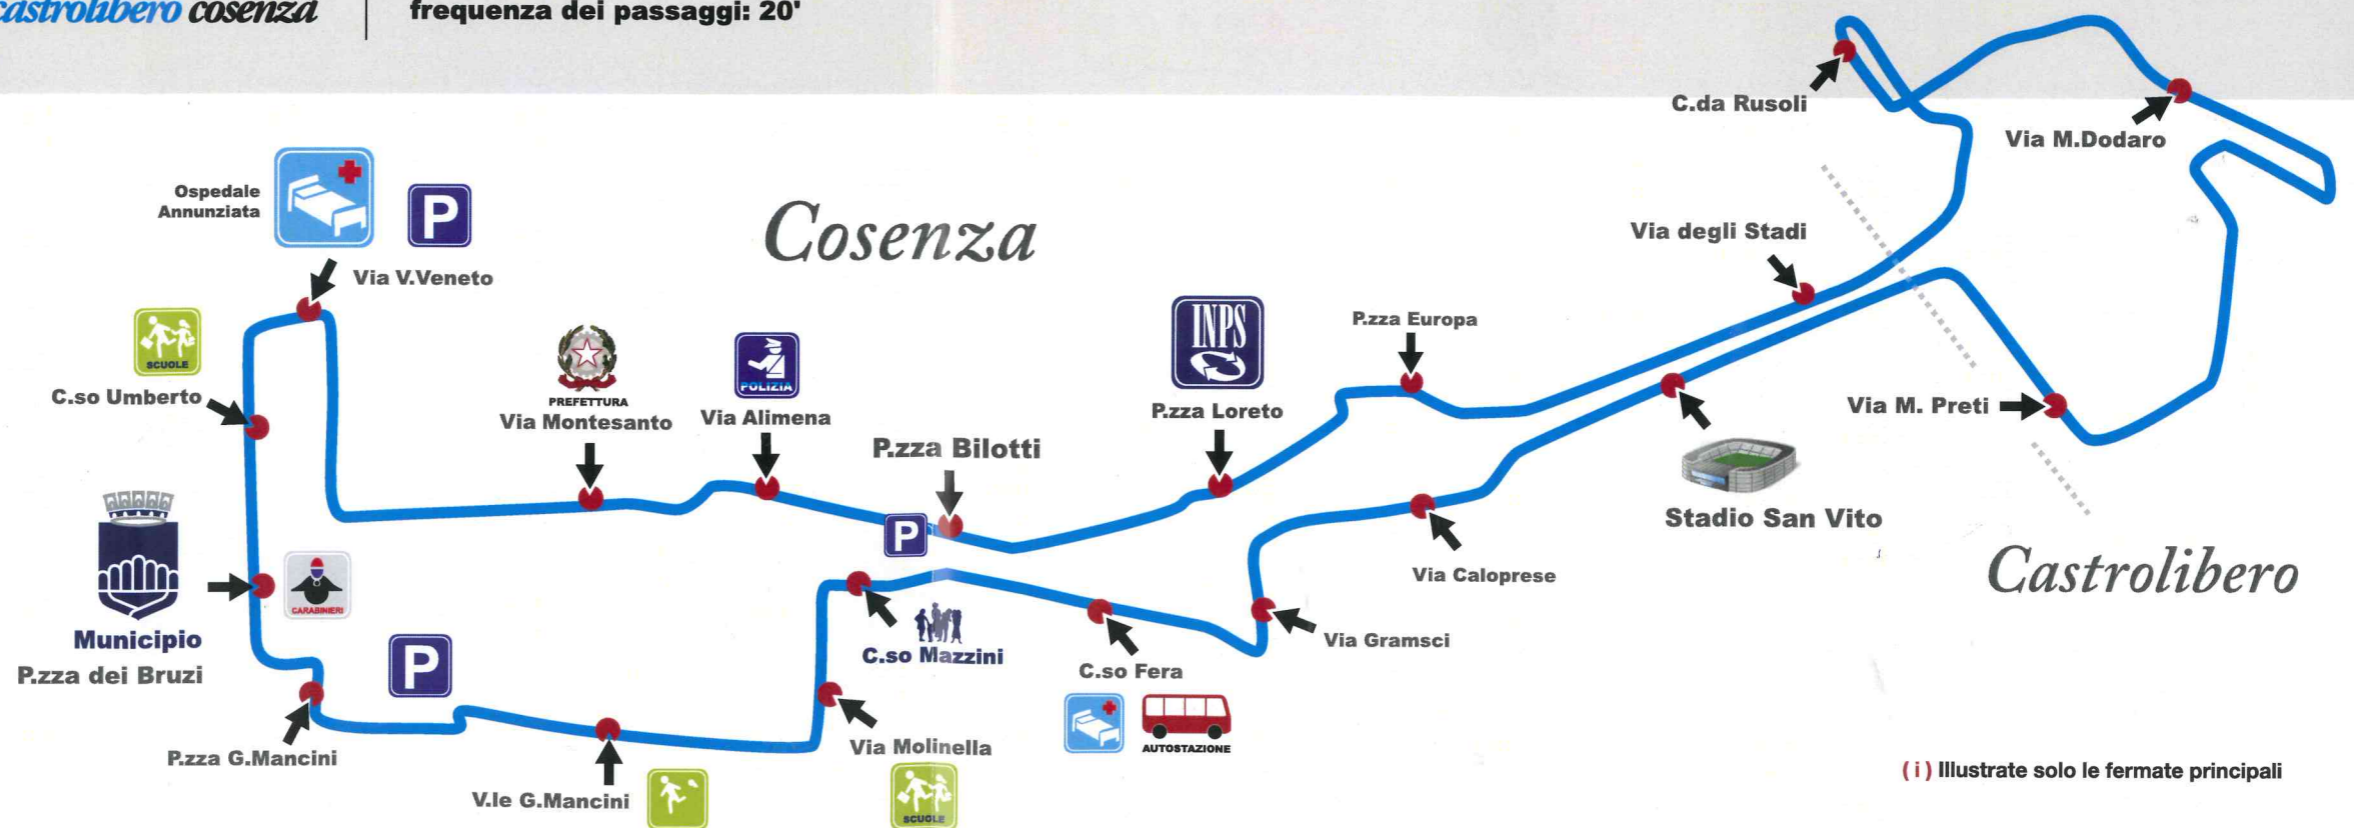 castrolibero cosenza
frequenza dei passaggi: 20'
C.da Rusoli
Via M.Dodaro
Ospedale
Annunziata
P
Via V.Veneto
Cosenza
Via degli Stadi
SCUOLE
C.so Umberto
PREFETTURA
Via Montesanto
POLIZIA
Via Alimena
P.zza Bilotti
P
INPS
P.zza Loreto
P.zza Europa
Via M. Preti
Stadio San Vito
Castrolibero
Via Caloprese
Via Gramsci
CARABINIERI
Municipio
P.zza dei Bruzi
P
C.so Mazzini
C.so Fera
AUTOSTAZIONE
P.zza G.Mancini
V.le G.Mancini
Via Molinella
SCUOLE
( i ) Illustrate solo le fermate principali